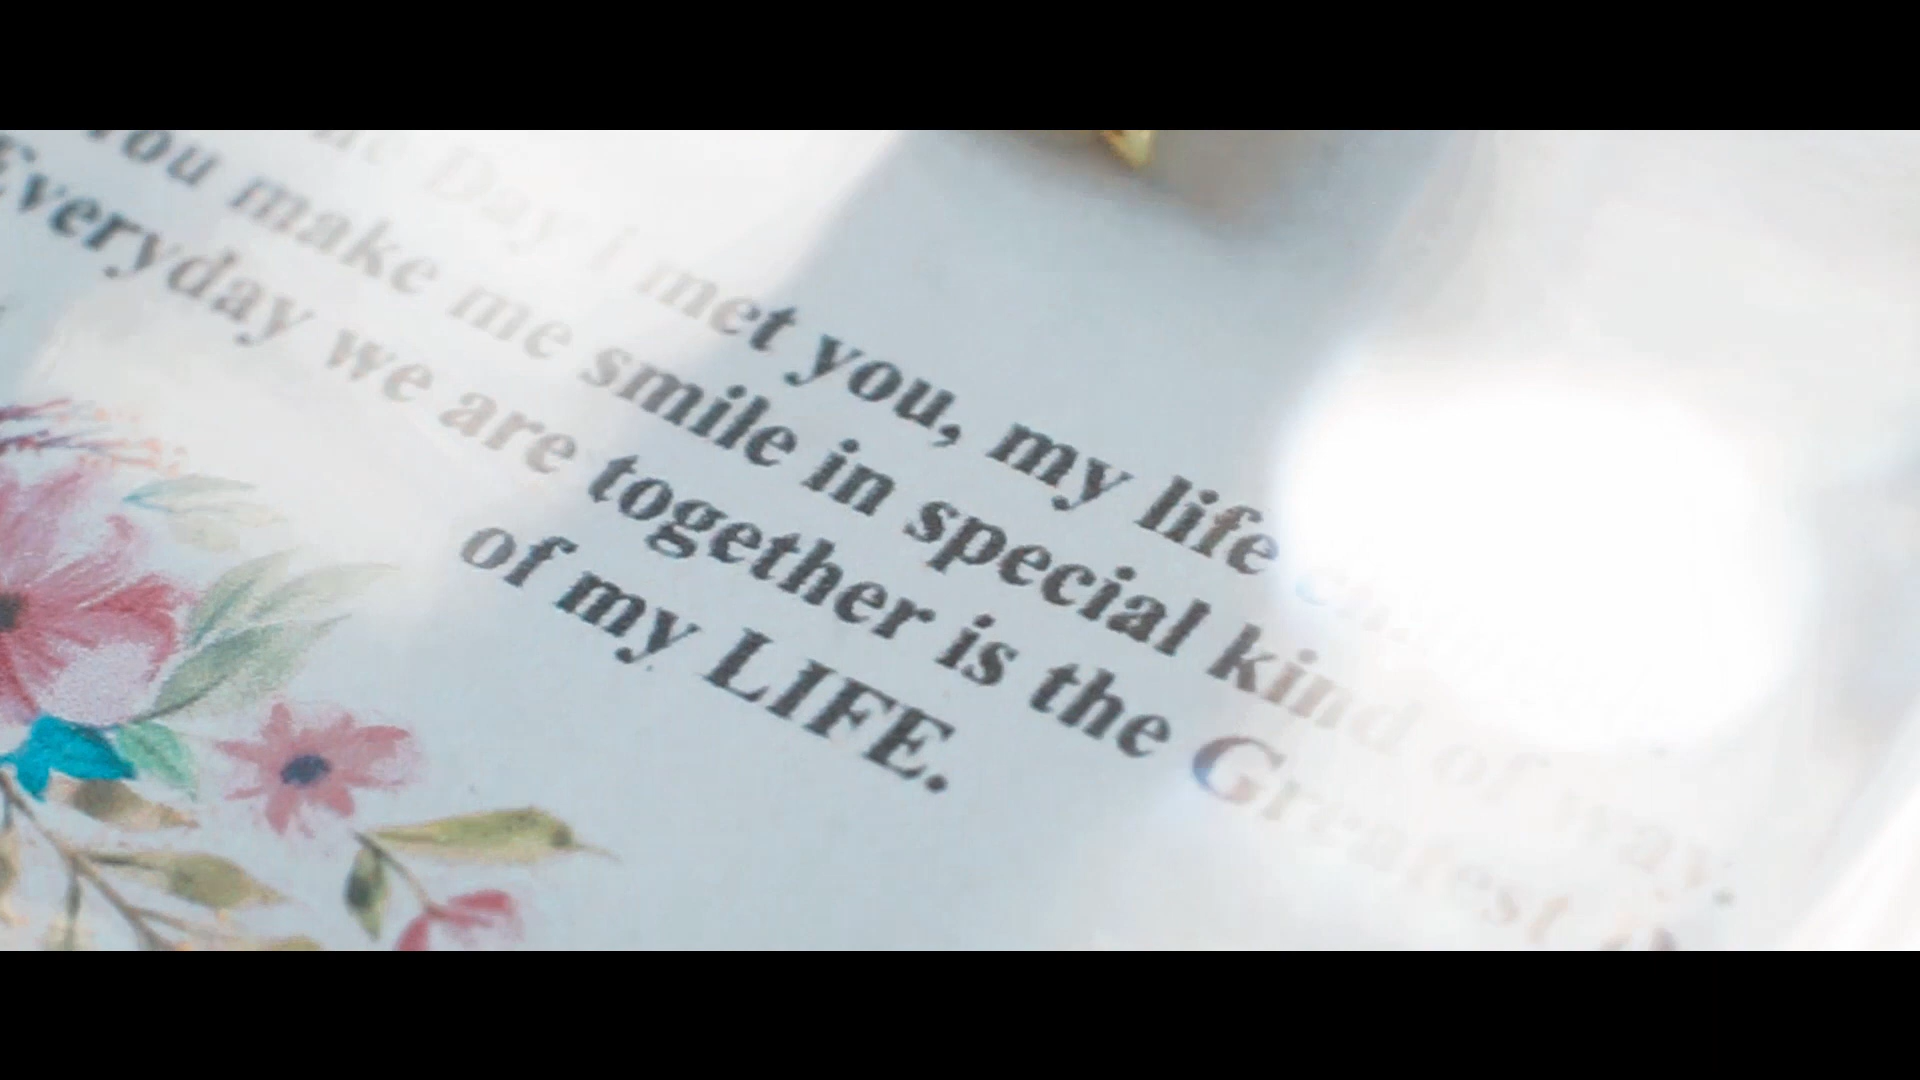 Day i met you, my life
You make me smile in special kind of way.
Everyday we are together is the Greatest
of my LIFE.